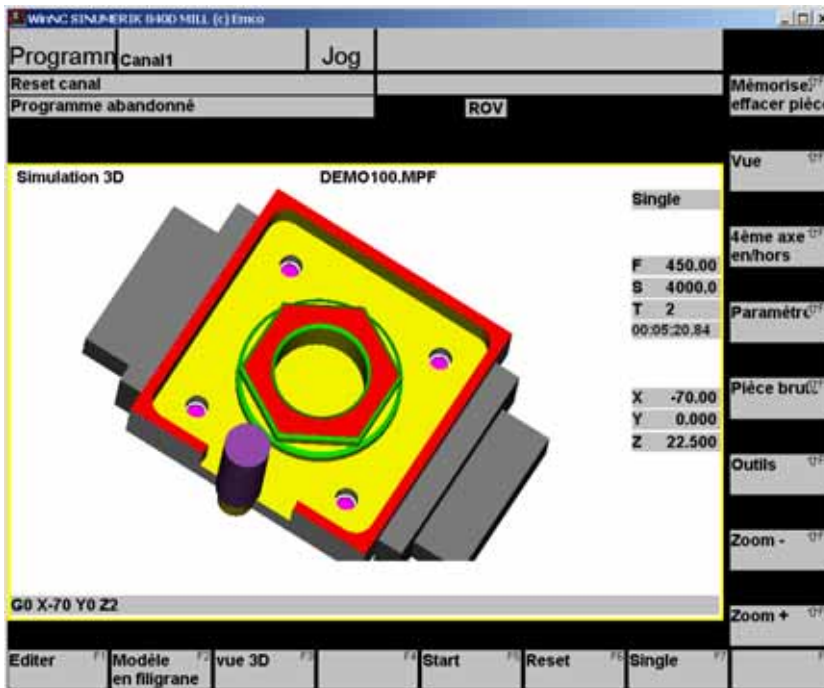 WinNC SINUMERIK 840D MILL (c) Emco
Programm Canal1 Jog
Reset canal
Programme abandonné ROV
Simulation 3D DEMO100.MPF
Single
F 450.00
S 4000.0
T 2
00:05:20.84
X -70.00
Y 0.000
Z 22.500
G0 X-70 Y0 Z2
Mémorise
effacer pièce
Vue
4ème axe
en/hors
Paramètr
Pièce brut
Outils
Zoom -
Zoom +
Editer F1 Modèle en filigrane F2 vue 3D F3 F4 Start F5 Reset F6 Single F7